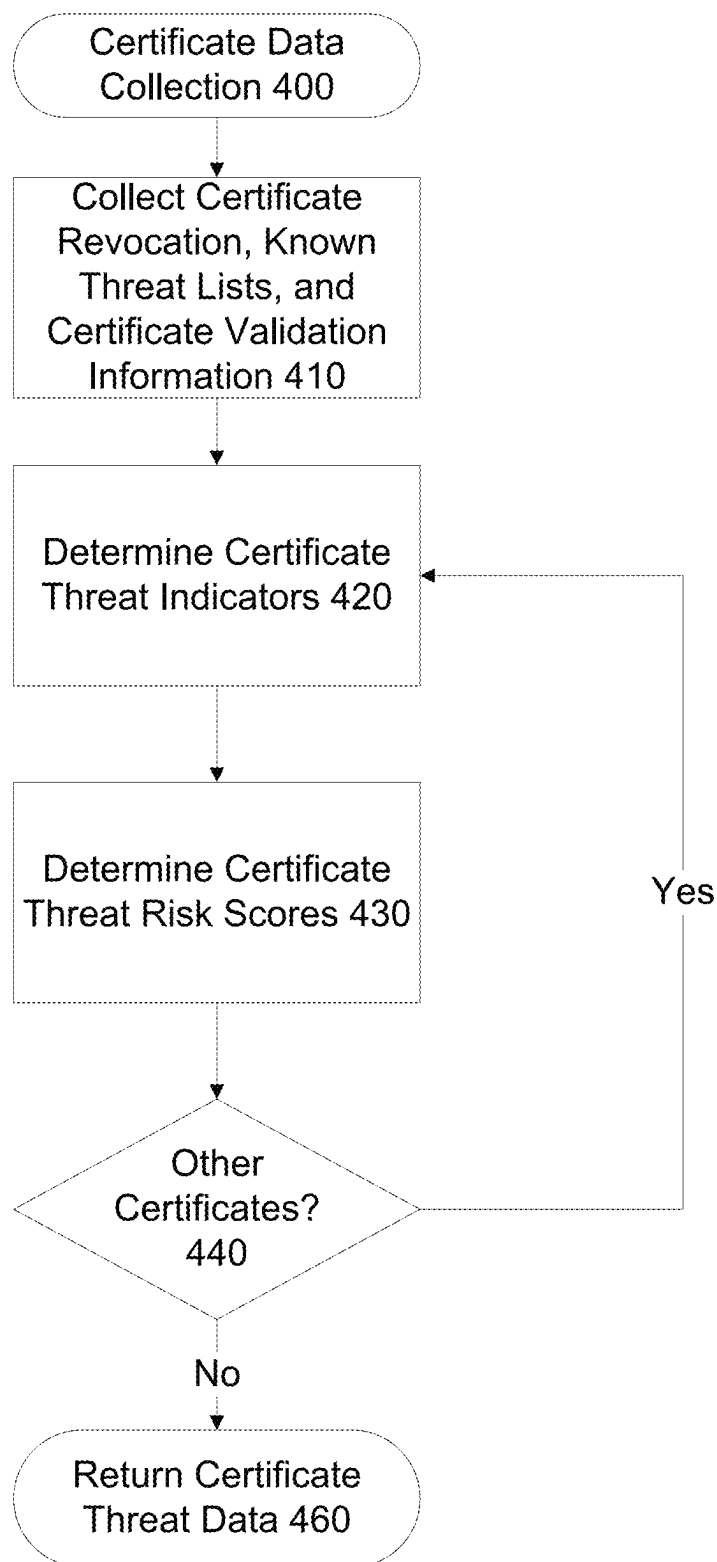 Certificate Data
Collection 400
Collect Certificate
Revocation, Known
Threat Lists, and
Certificate Validation
Information 410
Determine Certificate
Threat Indicators 420
Determine Certificate
Threat Risk Scores 430
Yes
Other
Certificates?
440
No
Return Certificate
Threat Data 460